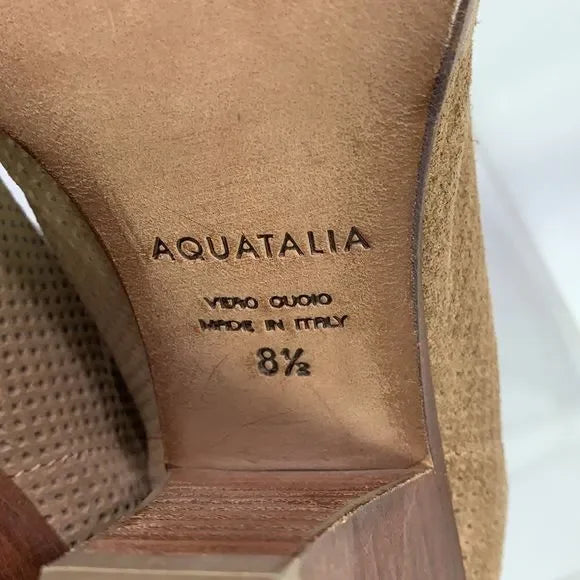 AQUATALIA
VERO CUOIO
MADE IN ITALY
8½